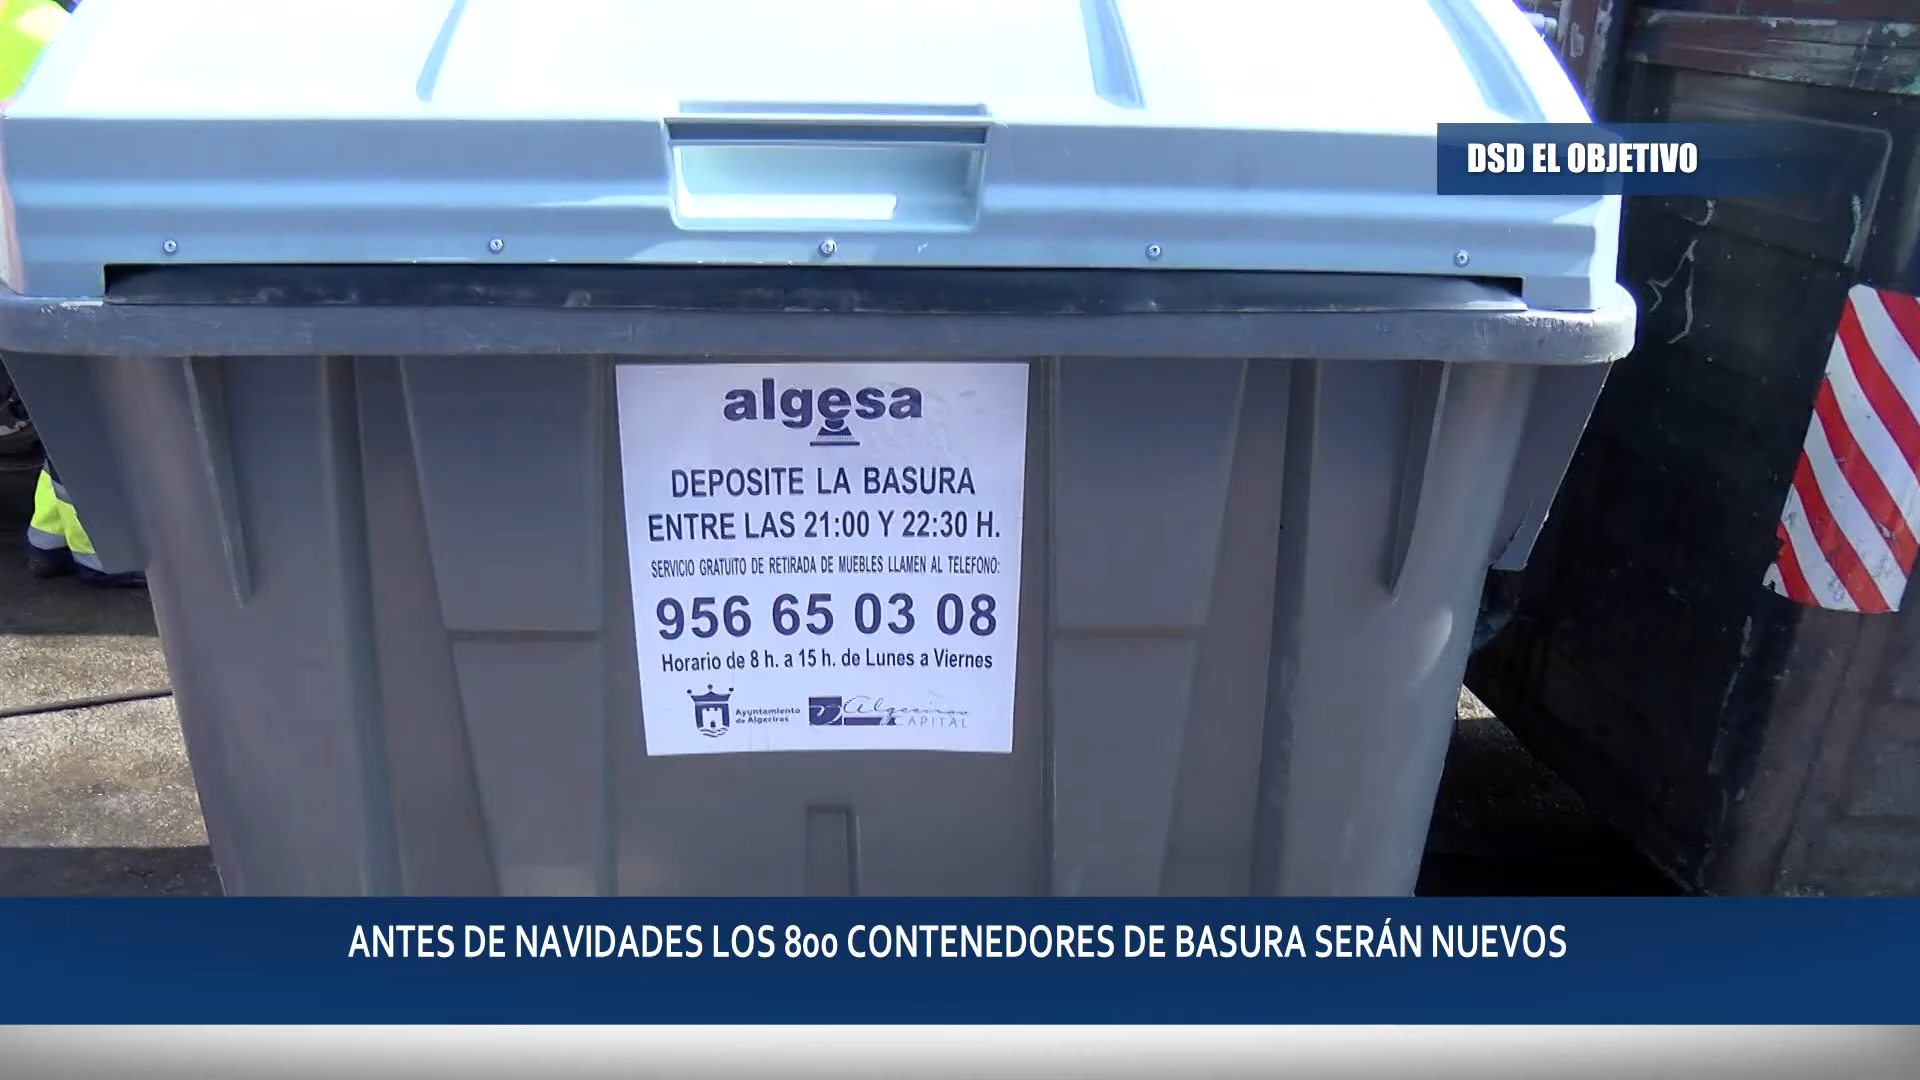 DSD EL OBJETIVO
algesa
DEPOSITE LA BASURA
ENTRE LAS 21:00 Y 22:30 H.
SERVICIO GRATUITO DE RETIRADA DE MUEBLES LLAMEN AL TELEFONO:
956 65 03 08
Horario de 8 h. a 15 h. de Lunes a Viernes
Ayuntamiento
de Algeciras
Algeciras
CAPITAL
ANTES DE NAVIDADES LOS 800 CONTENEDORES DE BASURA SERÁN NUEVOS